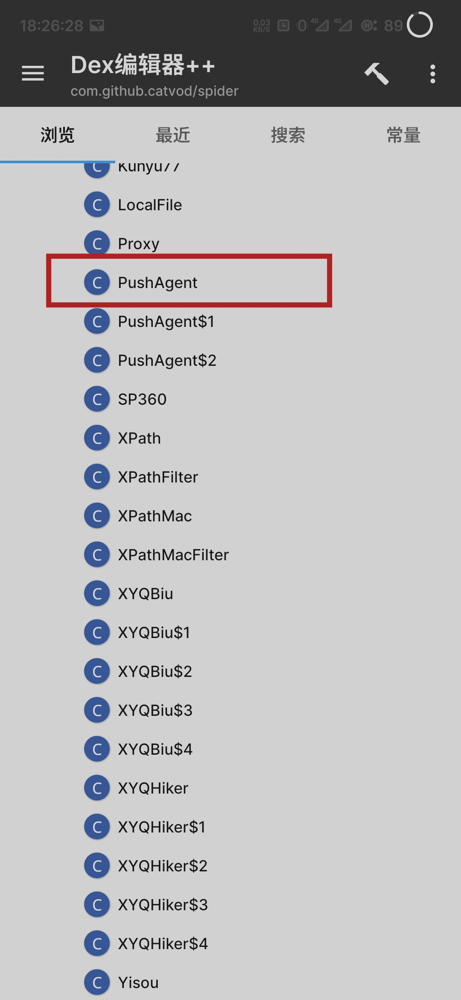 18:26:28 0.03 KB/S 4G 4G 89
Dex编辑器++
com.github.catvod/spider
浏览 最近 搜索 常量
C Kunyu77
C LocalFile
C Proxy
C PushAgent
C PushAgent$1
C PushAgent$2
C SP360
C XPath
C XPathFilter
C XPathMac
C XPathMacFilter
C XYQBiu
C XYQBiu$1
C XYQBiu$2
C XYQBiu$3
C XYQBiu$4
C XYQHiker
C XYQHiker$1
C XYQHiker$2
C XYQHiker$3
C XYQHiker$4
C Yisou